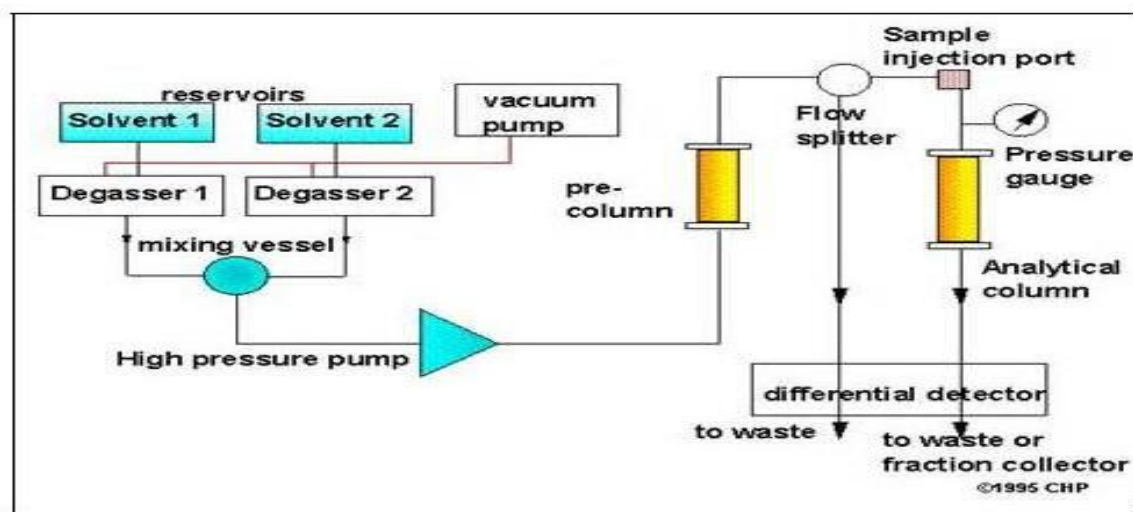 reservoirs
Solvent 1
Solvent 2
vacuum
pump
Degasser 1
Degasser 2
mixing vessel
High pressure pump
pre-
column
Sample
injection port
Flow
splitter
Pressure
gauge
Analytical
column
differential detector
to waste
to waste or
fraction collector
©1995 CHP